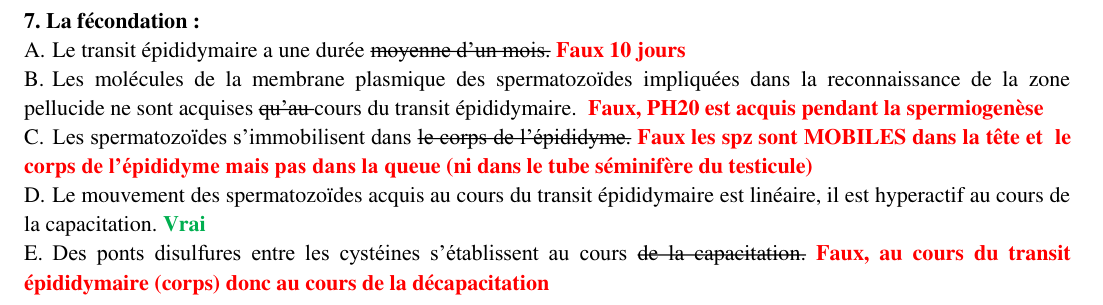 7. La fécondation :
A. Le transit épididymaire a une durée moyenne d'un mois. Faux 10 jours
B. Les molécules de la membrane plasmique des spermatozoïdes impliquées dans la reconnaissance de la zone
pellucide ne sont acquises qu'au cours du transit épididymaire. Faux, PH20 est acquis pendant la spermiogenèse
C. Les spermatozoïdes s'immobilisent dans le corps de l'épididyme. Faux les spz sont MOBILES dans la tête et le
corps de l'épididyme mais pas dans la queue (ni dans le tube séminifère du testicule)
D. Le mouvement des spermatozoïdes acquis au cours du transit épididymaire est linéaire, il est hyperactif au cours de
la capacitation. Vrai
E. Des ponts disulfures entre les cystéines s'établissent au cours de la capacitation. Faux, au cours du transit
épididymaire (corps) donc au cours de la décapacitation